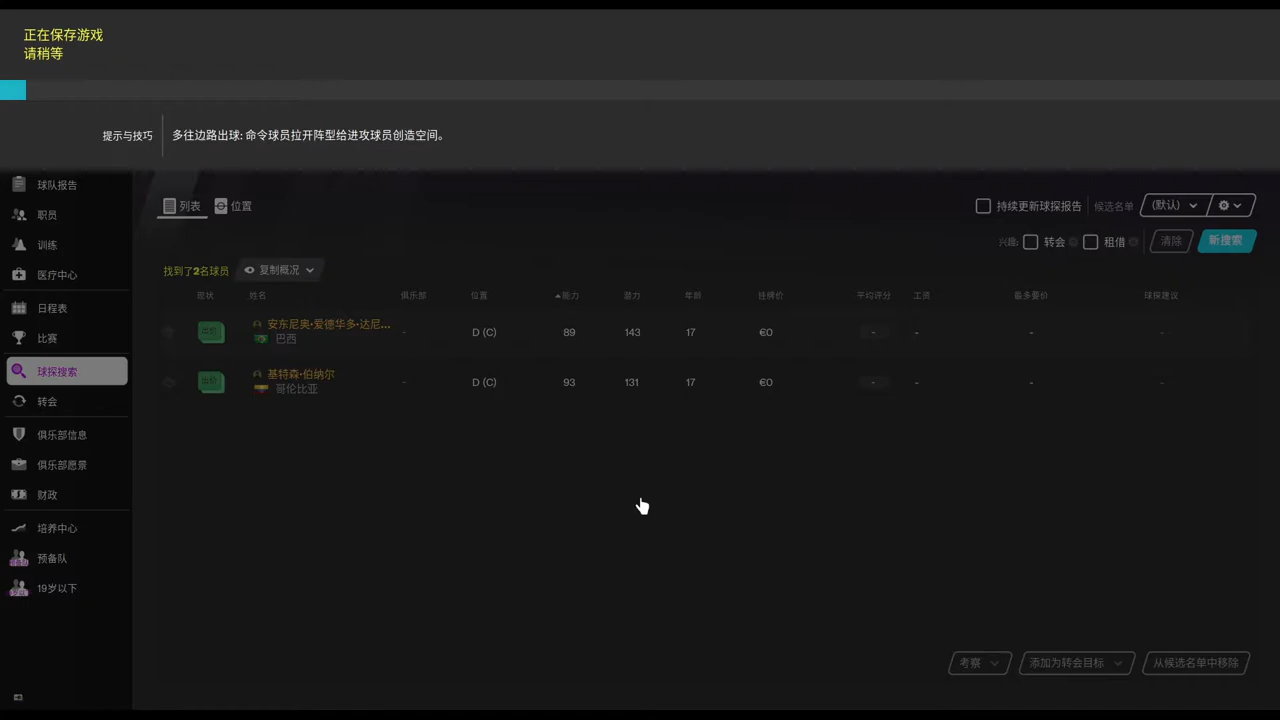 正在保存游戏
请稍等
提示与技巧
多往边路出球: 命令球员拉开阵型给进攻球员创造空间。
球队报告
职员
训练
医疗中心
日程表
比赛
球探搜索
转会
俱乐部信息
俱乐部愿景
财政
培养中心
预备队
19岁以下
列表 位置
持续更新球探报告 候选名单 (默认)
兴趣: 转会 租借 清除 新搜索
找到了2名球员 复制概况
现状 姓名 俱乐部 位置 能力 潜力 年龄 挂牌价 平均评分 工资 最多要价 球探建议
出价 安东尼奥·爱德华多·达尼... - D (C) 89 143 17 €0 - - - -
巴西
出价 基特森·伯纳尔 - D (C) 93 131 17 €0 - - - -
哥伦比亚
考察 添加为转会目标 从候选名单中移除